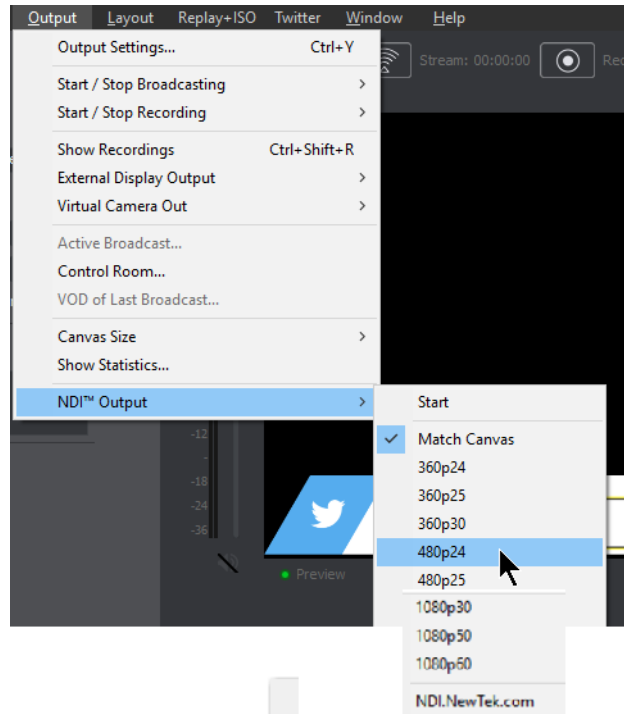 Output Layout Replay+ISO Twitter Window Help
Output Settings... Ctrl+Y
Stream: 00:00:00 Rec
Start / Stop Broadcasting
Start / Stop Recording
Show Recordings Ctrl+Shift+R
External Display Output
Virtual Camera Out
Active Broadcast...
Control Room...
VOD of Last Broadcast...
Canvas Size
Show Statistics...
NDI™ Output
Start
-12
Match Canvas
360p24
-18
360p25
-24
360p30
-36
480p24
Preview
480p25
1080p30
1080p50
1080p60
NDI.NewTek.com